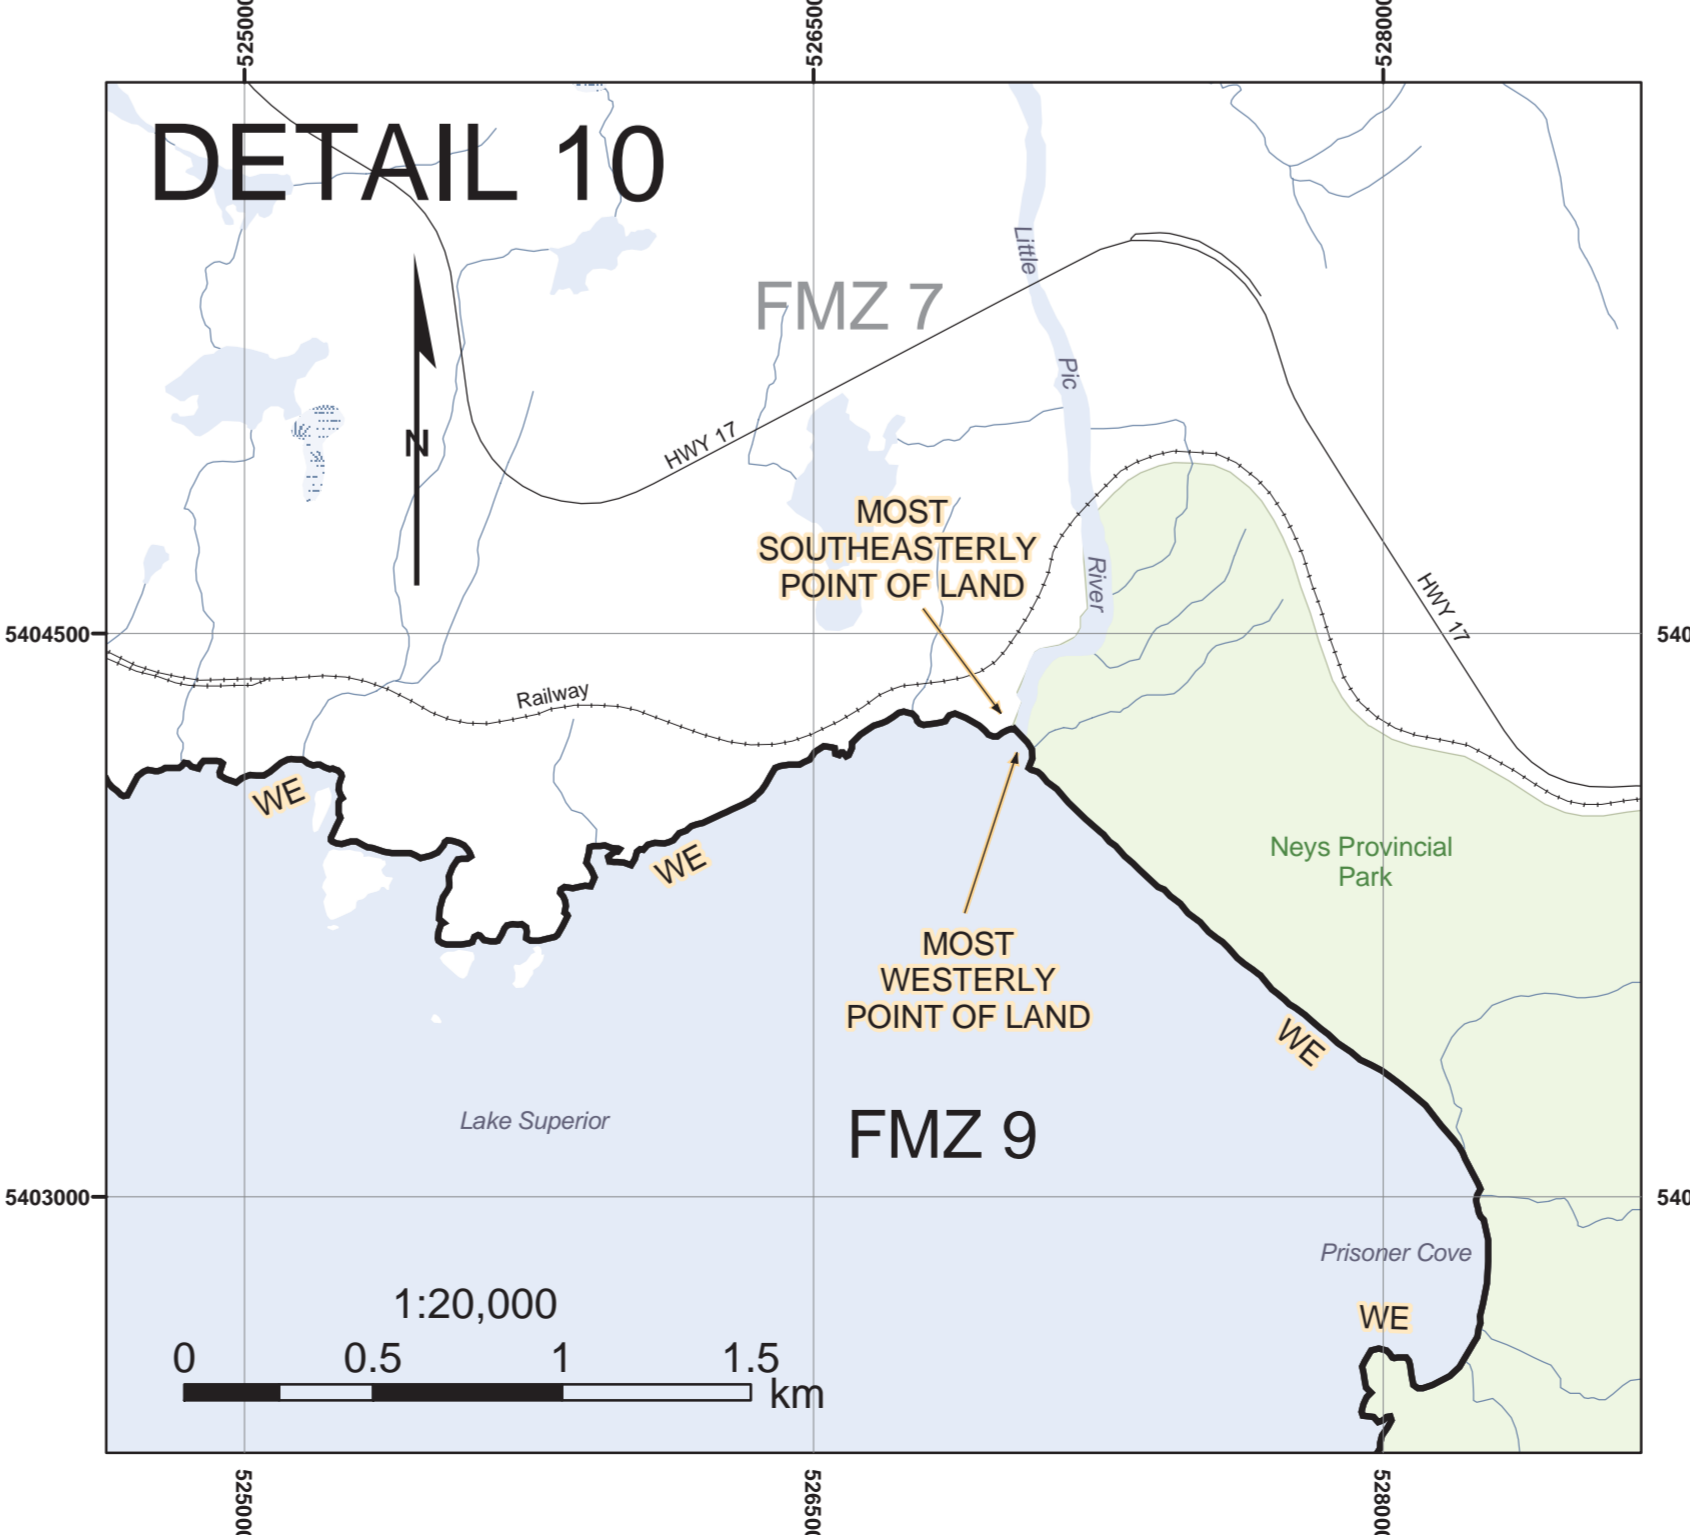 525000
526500
528000
DETAIL 10
Little
FMZ 7
Pic
HWY 17
N
MOST
SOUTHEASTERLY
POINT OF LAND
River
HWY 17
5404500
Railway
WE
WE
Neys Provincial
Park
MOST
WESTERLY
POINT OF LAND
WE
Lake Superior
FMZ 9
5403000
Prisoner Cove
1:20,000
WE
0 0.5 1 1.5
km
525000
526500
528000